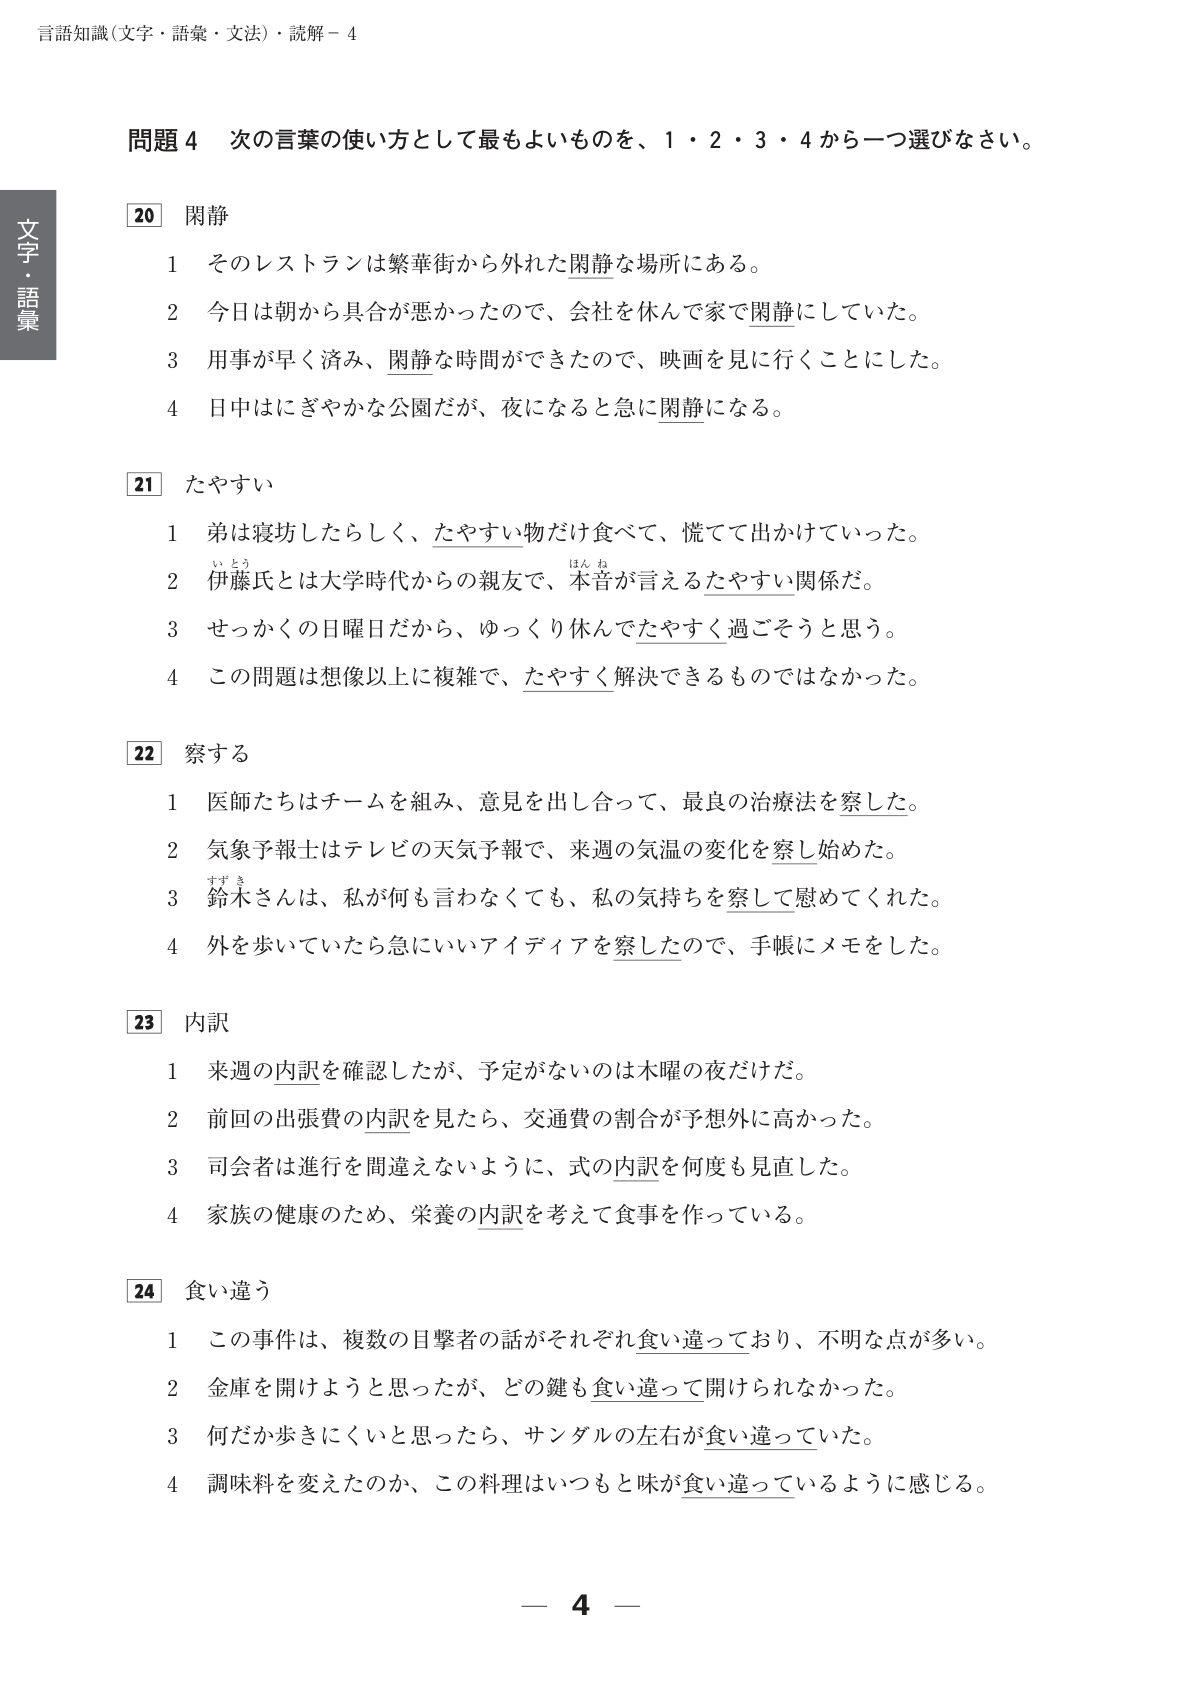 言語知識(文字・語彙・文法)・読解－4
問題4　次の言葉の使い方として最もよいものを、1・2・3・4から一つ選びなさい。
文字・語彙
20　閑静
1　そのレストランは繁華街から外れた閑静な場所にある。
2　今日は朝から具合が悪かったので、会社を休んで家で閑静にしていた。
3　用事が早く済み、閑静な時間ができたので、映画を見に行くことにした。
4　日中はにぎやかな公園だが、夜になると急に閑静になる。
21　たやすい
1　弟は寝坊したらしく、たやすい物だけ食べて、慌てて出かけていった。
いとう　ほんね
2　伊藤氏とは大学時代からの親友で、本音が言えるたやすい関係だ。
3　せっかくの日曜日だから、ゆっくり休んでたやすく過ごそうと思う。
4　この問題は想像以上に複雑で、たやすく解決できるものではなかった。
22　察する
1　医師たちはチームを組み、意見を出し合って、最良の治療法を察した。
2　気象予報士はテレビの天気予報で、来週の気温の変化を察し始めた。
すずき
3　鈴木さんは、私が何も言わなくても、私の気持ちを察して慰めてくれた。
4　外を歩いていたら急にいいアイディアを察したので、手帳にメモをした。
23　内訳
1　来週の内訳を確認したが、予定がないのは木曜の夜だけだ。
2　前回の出張費の内訳を見たら、交通費の割合が予想外に高かった。
3　司会者は進行を間違えないように、式の内訳を何度も見直した。
4　家族の健康のため、栄養の内訳を考えて食事を作っている。
24　食い違う
1　この事件は、複数の目撃者の話がそれぞれ食い違っており、不明な点が多い。
2　金庫を開けようと思ったが、どの鍵も食い違って開けられなかった。
3　何だか歩きにくいと思ったら、サンダルの左右が食い違っていた。
4　調味料を変えたのか、この料理はいつもと味が食い違っているように感じる。
― 4 ―